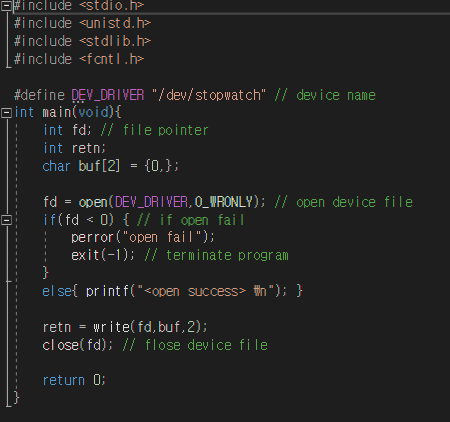 #include <stdio.h>
#include <unistd.h>
#include <stdlib.h>
#include <fcntl.h>
#define DEV_DRIVER "/dev/stopwatch" // device name
int main(void){
int fd; // file pointer
int retn;
char buf[2] = {0,};
fd = open(DEV_DRIVER,O_WRONLY); // open device file
if(fd < 0) { // if open fail
perror("open fail");
exit(-1); // terminate program
}
else{ printf("<open success> ₩n"); }
retn = write(fd,buf,2);
close(fd); // flose device file
return 0;
}